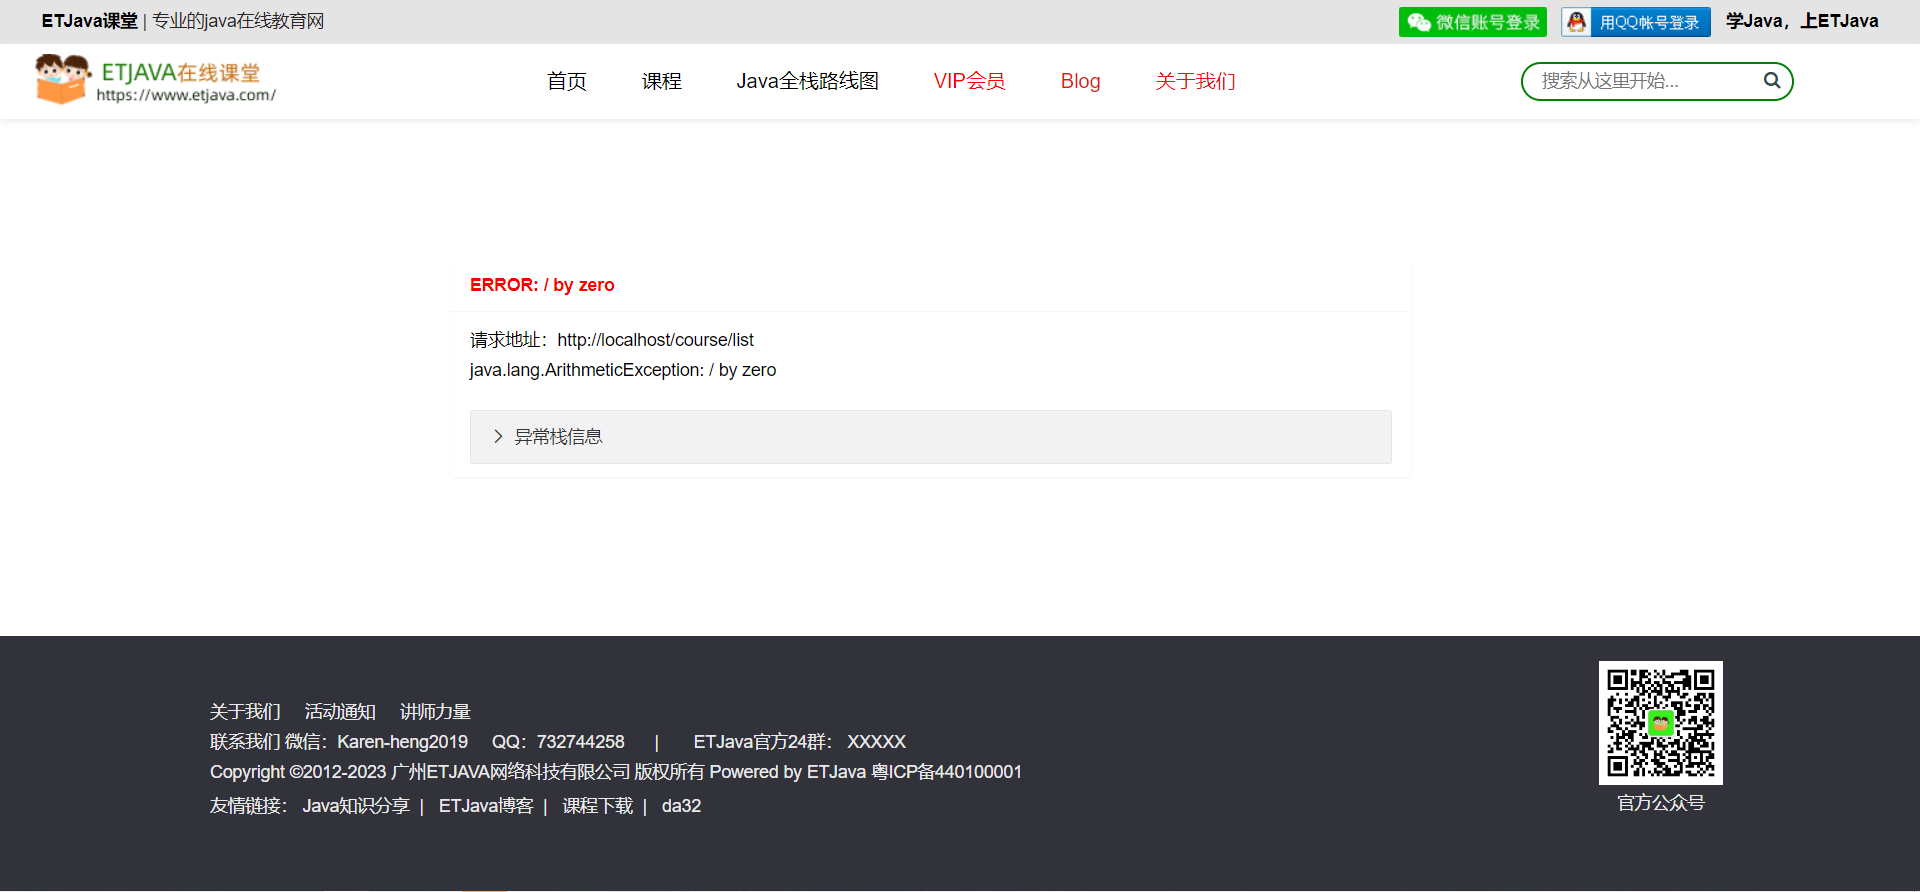 ETJava课堂 | 专业的java在线教育网
微信账号登录
用QQ帐号登录
学Java，上ETJava
ETJAVA在线课堂
https://www.etjava.com/
首页 课程 Java全栈路线图 VIP会员 Blog 关于我们
搜索从这里开始...
ERROR: / by zero
请求地址：http://localhost/course/list
java.lang.ArithmeticException: / by zero
异常栈信息
关于我们 活动通知 讲师力量
联系我们 微信：Karen-heng2019 QQ：732744258 | ETJava官方24群： XXXXX
Copyright ©2012-2023 广州ETJAVA网络科技有限公司 版权所有 Powered by ETJava 粤ICP备440100001
友情链接： Java知识分享 | ETJava博客 | 课程下载 | da32
官方公众号